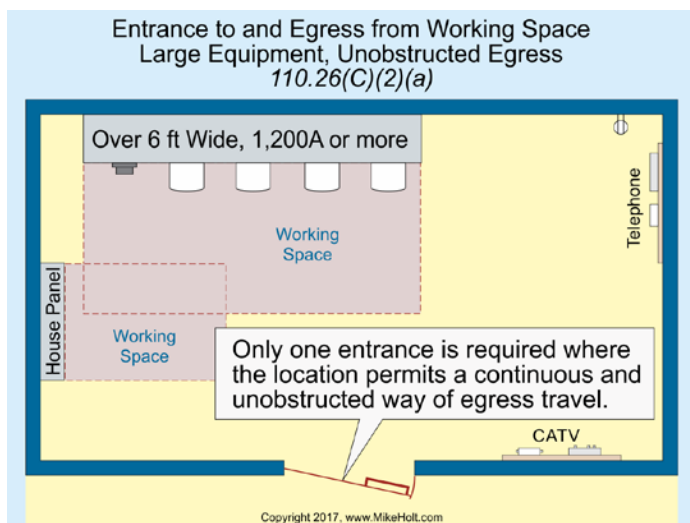 Entrance to and Egress from Working Space
Large Equipment, Unobstructed Egress
110.26(C)(2)(a)
Over 6 ft Wide, 1,200A or more
Telephone
Working
Space
House Panel
Working
Space
Only one entrance is required where
the location permits a continuous and
unobstructed way of egress travel.
CATV
Copyright 2017, www.MikeHolt.com